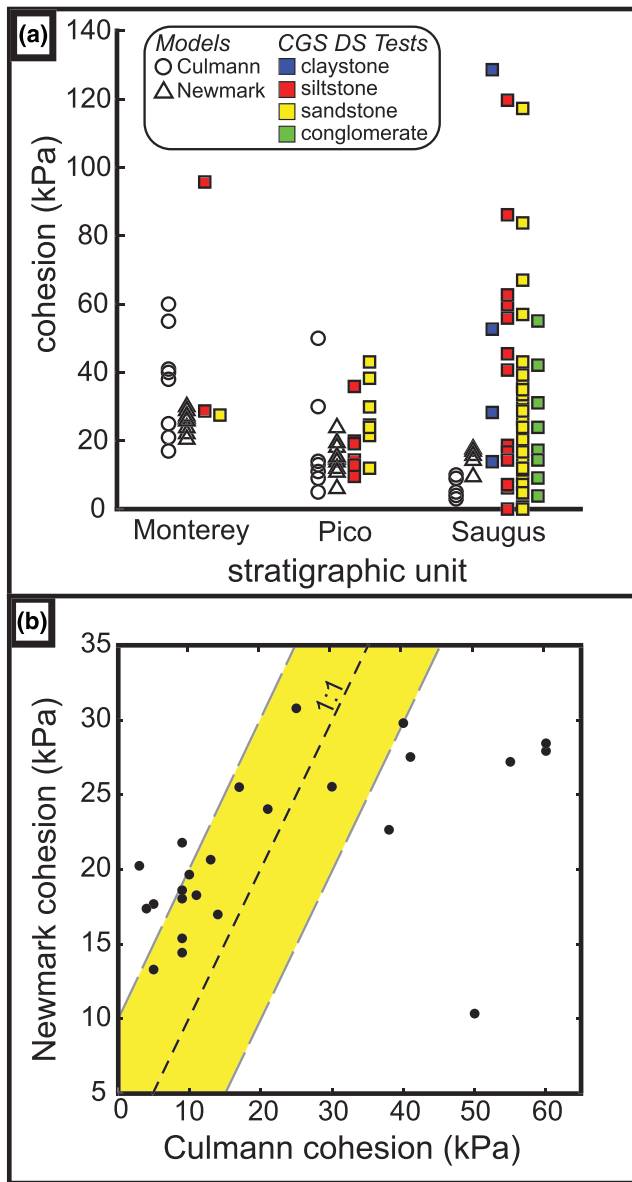 (a)
140
120
100
80
60
40
20
0
cohesion (kPa)
Models
Culmann
Newmark
CGS DS Tests
claystone
siltstone
sandstone
conglomerate
Monterey Pico Saugus
stratigraphic unit
(b)
35
30
25
20
15
10
5
Newmark cohesion (kPa)
1:1
0 10 20 30 40 50 60
Culmann cohesion (kPa)